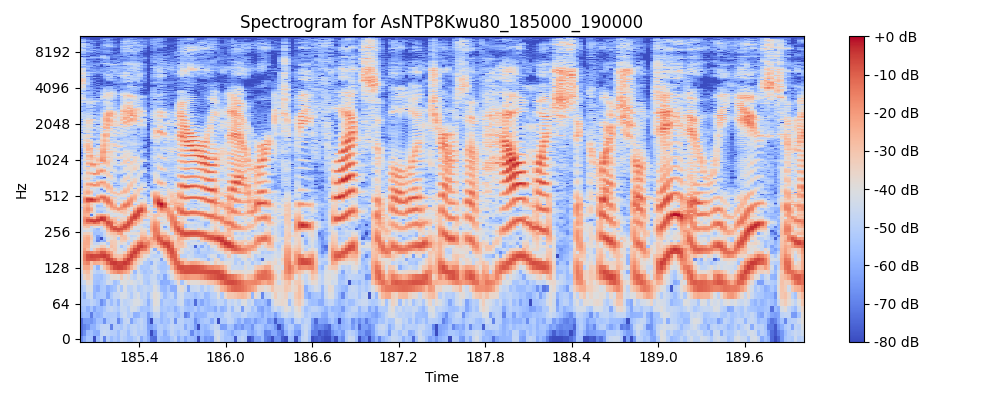 Spectrogram for AsNTP8Kwu80_185000_190000
8192
4096
2048
1024
512
256
128
64
0
Hz
185.4 186.0 186.6 187.2 187.8 188.4 189.0 189.6
Time
+0 dB
-10 dB
-20 dB
-30 dB
-40 dB
-50 dB
-60 dB
-70 dB
-80 dB